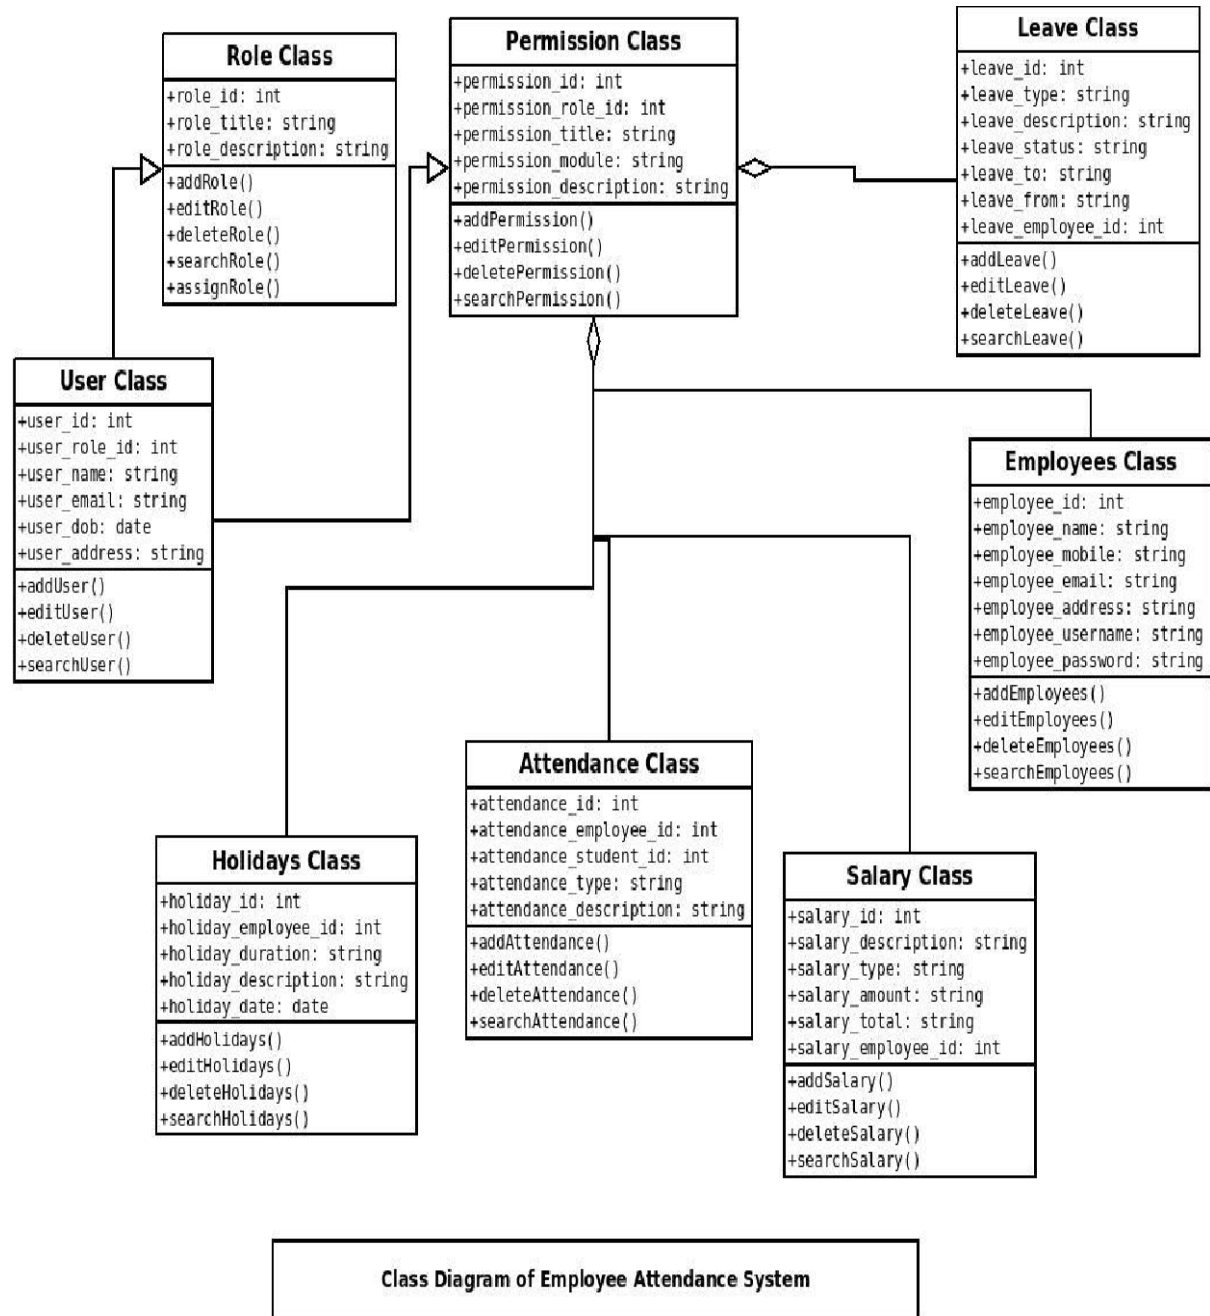 Role Class
+role_id: int
+role_title: string
+role_description: string
+addRole()
+editRole()
+deleteRole()
+searchRole()
+assignRole()
Permission Class
+permission_id: int
+permission_role_id: int
+permission_title: string
+permission_module: string
+permission_description: string
+addPermission()
+editPermission()
+deletePermission()
+searchPermission()
Leave Class
+leave_id: int
+leave_type: string
+leave_description: string
+leave_status: string
+leave_to: string
+leave_from: string
+leave_employee_id: int
+addLeave()
+editLeave()
+deleteLeave()
+searchLeave()
User Class
+user_id: int
+user_role_id: int
+user_name: string
+user_email: string
+user_dob: date
+user_address: string
+addUser()
+editUser()
+deleteUser()
+searchUser()
Employees Class
+employee_id: int
+employee_name: string
+employee_mobile: string
+employee_email: string
+employee_address: string
+employee_username: string
+employee_password: string
+addEmployees()
+editEmployees()
+deleteEmployees()
+searchEmployees()
Holidays Class
+holiday_id: int
+holiday_employee_id: int
+holiday_duration: string
+holiday_description: string
+holiday_date: date
+addHolidays()
+editHolidays()
+deleteHolidays()
+searchHolidays()
Attendance Class
+attendance_id: int
+attendance_employee_id: int
+attendance_student_id: int
+attendance_type: string
+attendance_description: string
+addAttendance()
+editAttendance()
+deleteAttendance()
+searchAttendance()
Salary Class
+salary_id: int
+salary_description: string
+salary_type: string
+salary_amount: string
+salary_total: string
+salary_employee_id: int
+addSalary()
+editSalary()
+deleteSalary()
+searchSalary()
Class Diagram of Employee Attendance System